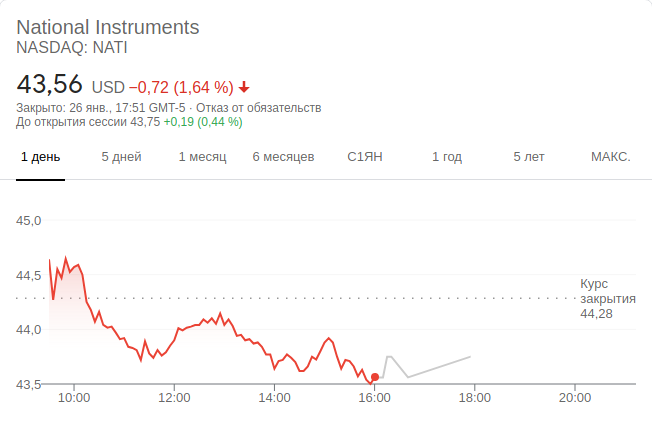 National Instruments
NASDAQ: NATI
43,56 USD −0,72 (1,64 %)
Закрыто: 26 янв., 17:51 GMT-5 · Отказ от обязательств
До открытия сессии 43,75 +0,19 (0,44 %)
1 день 5 дней 1 месяц 6 месяцев С1ЯН 1 год 5 лет МАКС.
45,0
44,5
Курс
закрытия
44,28
44,0
43,5
10:00 12:00 14:00 16:00 18:00 20:00